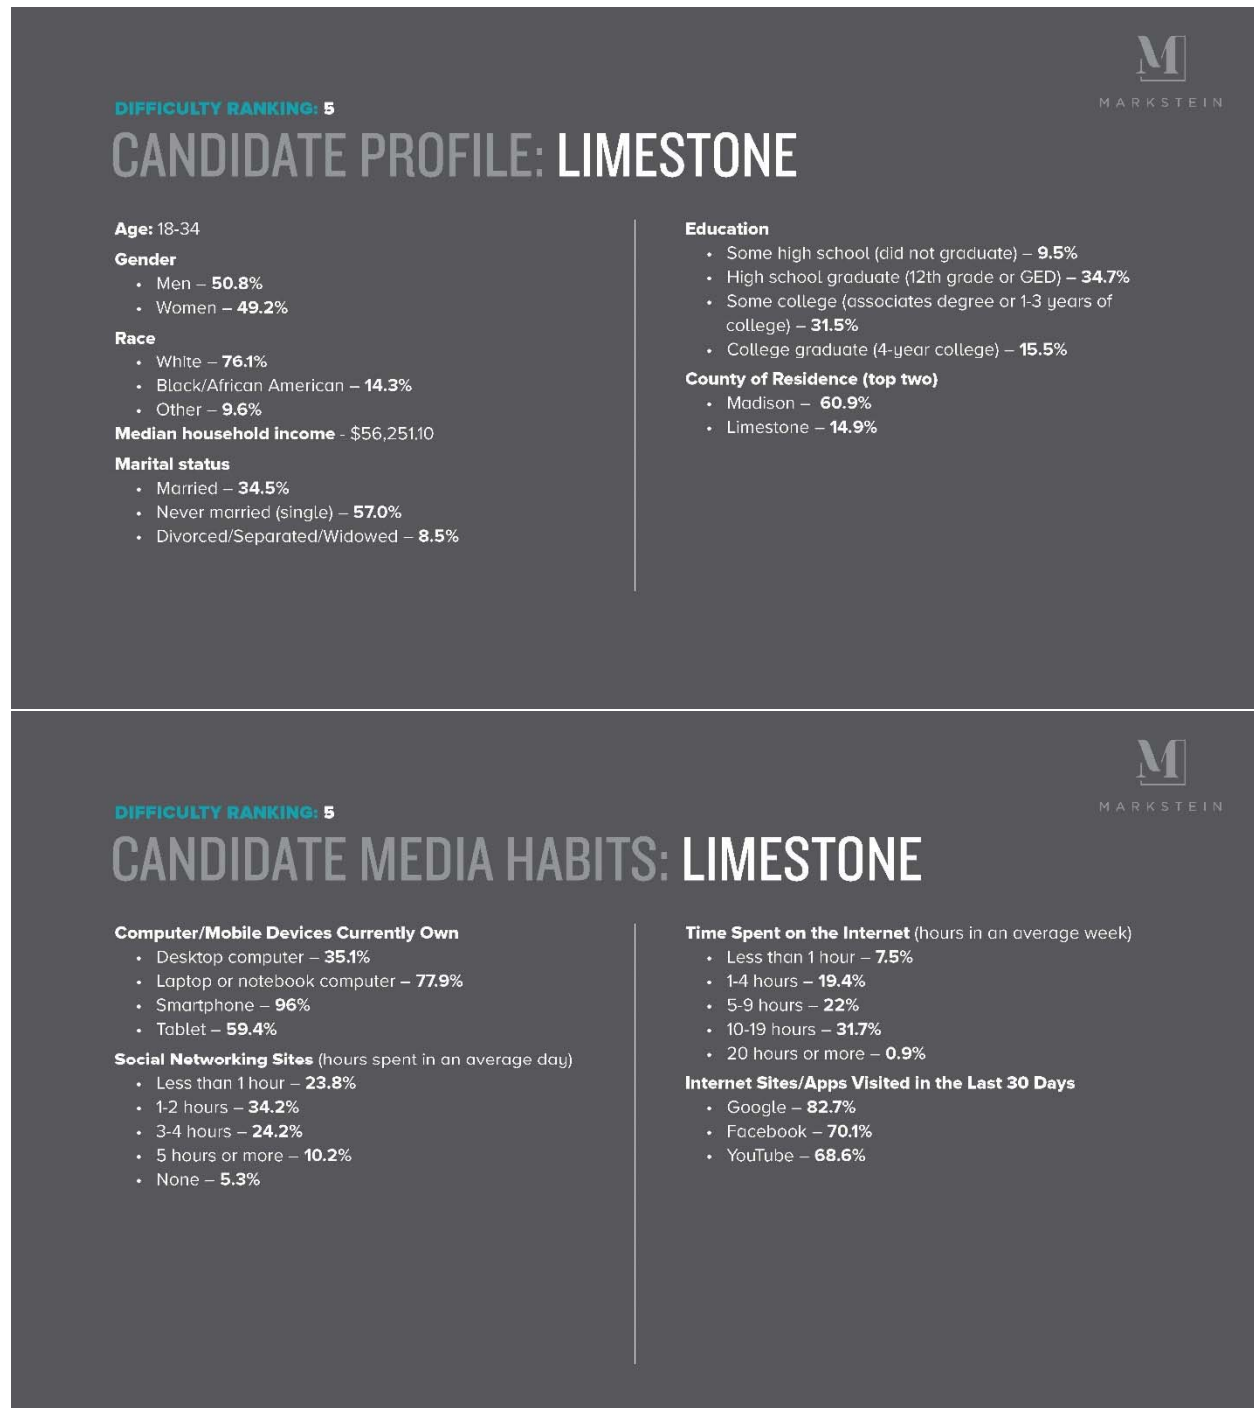 M
MARKSTEIN
DIFFICULTY RANKING: 5
CANDIDATE PROFILE: LIMESTONE
Age: 18-34
Gender
• Men – 50.8%
• Women – 49.2%
Race
• White – 76.1%
• Black/African American – 14.3%
• Other – 9.6%
Median household income - $56,251.10
Marital status
• Married – 34.5%
• Never married (single) – 57.0%
• Divorced/Separated/Widowed – 8.5%
Education
• Some high school (did not graduate) – 9.5%
• High school graduate (12th grade or GED) – 34.7%
• Some college (associates degree or 1-3 years of
college) – 31.5%
• College graduate (4-year college) – 15.5%
County of Residence (top two)
• Madison – 60.9%
• Limestone – 14.9%
M
MARKSTEIN
DIFFICULTY RANKING: 5
CANDIDATE MEDIA HABITS: LIMESTONE
Computer/Mobile Devices Currently Own
• Desktop computer – 35.1%
• Laptop or notebook computer – 77.9%
• Smartphone – 96%
• Tablet – 59.4%
Social Networking Sites (hours spent in an average day)
• Less than 1 hour – 23.8%
• 1-2 hours – 34.2%
• 3-4 hours – 24.2%
• 5 hours or more – 10.2%
• None – 5.3%
Time Spent on the Internet (hours in an average week)
• Less than 1 hour – 7.5%
• 1-4 hours – 19.4%
• 5-9 hours – 22%
• 10-19 hours – 31.7%
• 20 hours or more – 0.9%
Internet Sites/Apps Visited in the Last 30 Days
• Google – 82.7%
• Facebook – 70.1%
• YouTube – 68.6%